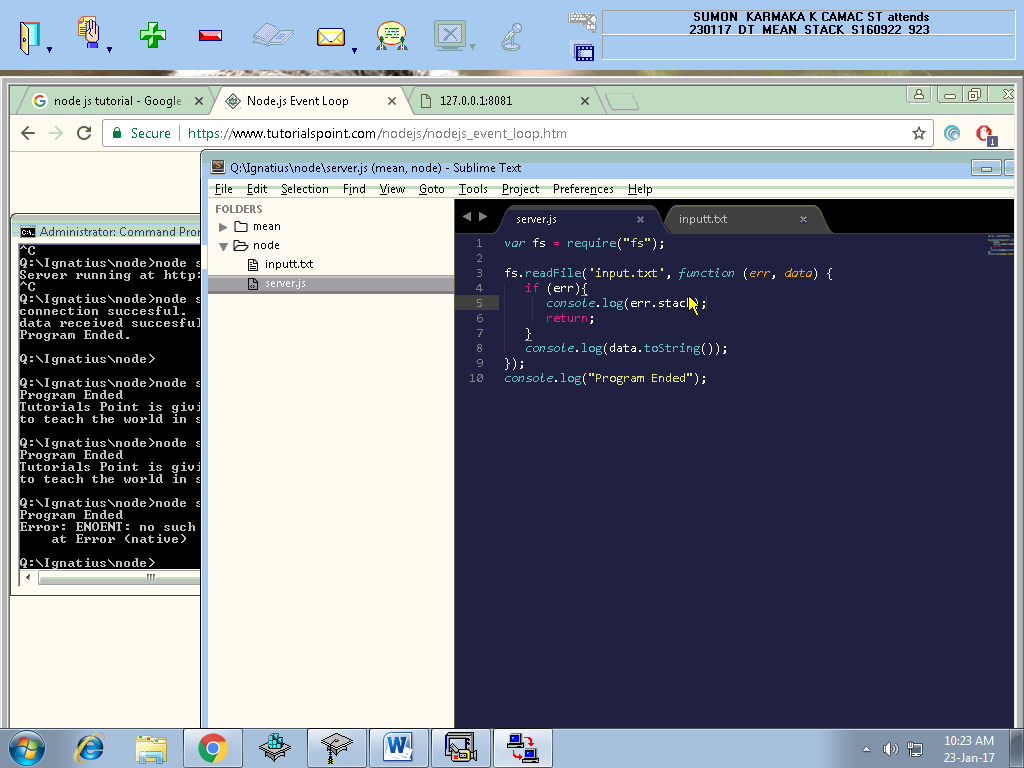 SUMON KARMAKA K CAMAC ST attends
230117 DT MEAN STACK S160922 923
node js tutorial - Google
Node.js Event Loop
127.0.0.1:8081
Secure
https://www.tutorialspoint.com/nodejs/nodejs_event_loop.htm
1
Q:\Ignatius\node\server.js (mean, node) - Sublime Text
File Edit Selection Find View Goto Tools Project Preferences Help
FOLDERS
mean
node
inputt.txt
server.js
server.js
inputt.txt
1 var fs = require("fs");
2
3 fs.readFile('input.txt', function (err, data) {
4 if (err){
5 console.log(err.stack);
6 return;
7 }
8 console.log(data.toString());
9 });
10 console.log("Program Ended");
Administrator: Command Pro
^C
Q:\Ignatius\node>node s
Server running at http:
^C
Q:\Ignatius\node>node s
connection succesful.
data received succesful
Program Ended.
Q:\Ignatius\node>
Q:\Ignatius\node>node s
Program Ended
Tutorials Point is givi
to teach the world in s
Q:\Ignatius\node>node s
Program Ended
Tutorials Point is givi
to teach the world in s
Q:\Ignatius\node>node s
Program Ended
Error: ENOENT: no such
at Error (native)
Q:\Ignatius\node>
10:23 AM
23-Jan-17